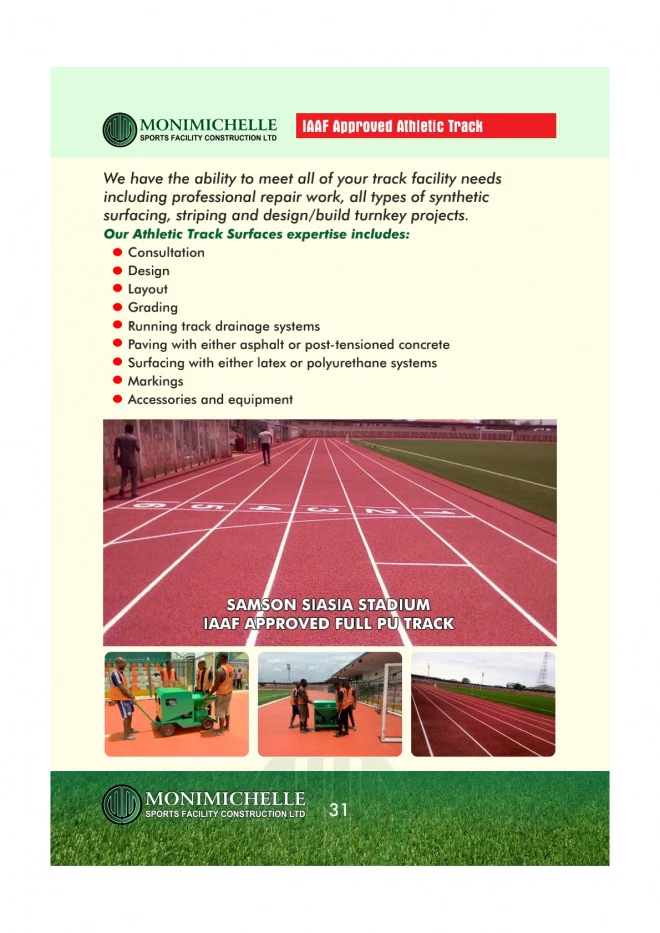 MONIMICHELLE
SPORTS FACILITY CONSTRUCTION LTD
IAAF Approved Athletic Track
We have the ability to meet all of your track facility needs
including professional repair work, all types of synthetic
surfacing, striping and design/build turnkey projects.
Our Athletic Track Surfaces expertise includes:
Consultation
Design
Layout
Grading
Running track drainage systems
Paving with either asphalt or post-tensioned concrete
Surfacing with either latex or polyurethane systems
Markings
Accessories and equipment
6 5 4 3 2 1
SAMSON SIASIA STADIUM
IAAF APPROVED FULL PU TRACK
MONIMICHELLE
SPORTS FACILITY CONSTRUCTION LTD
31